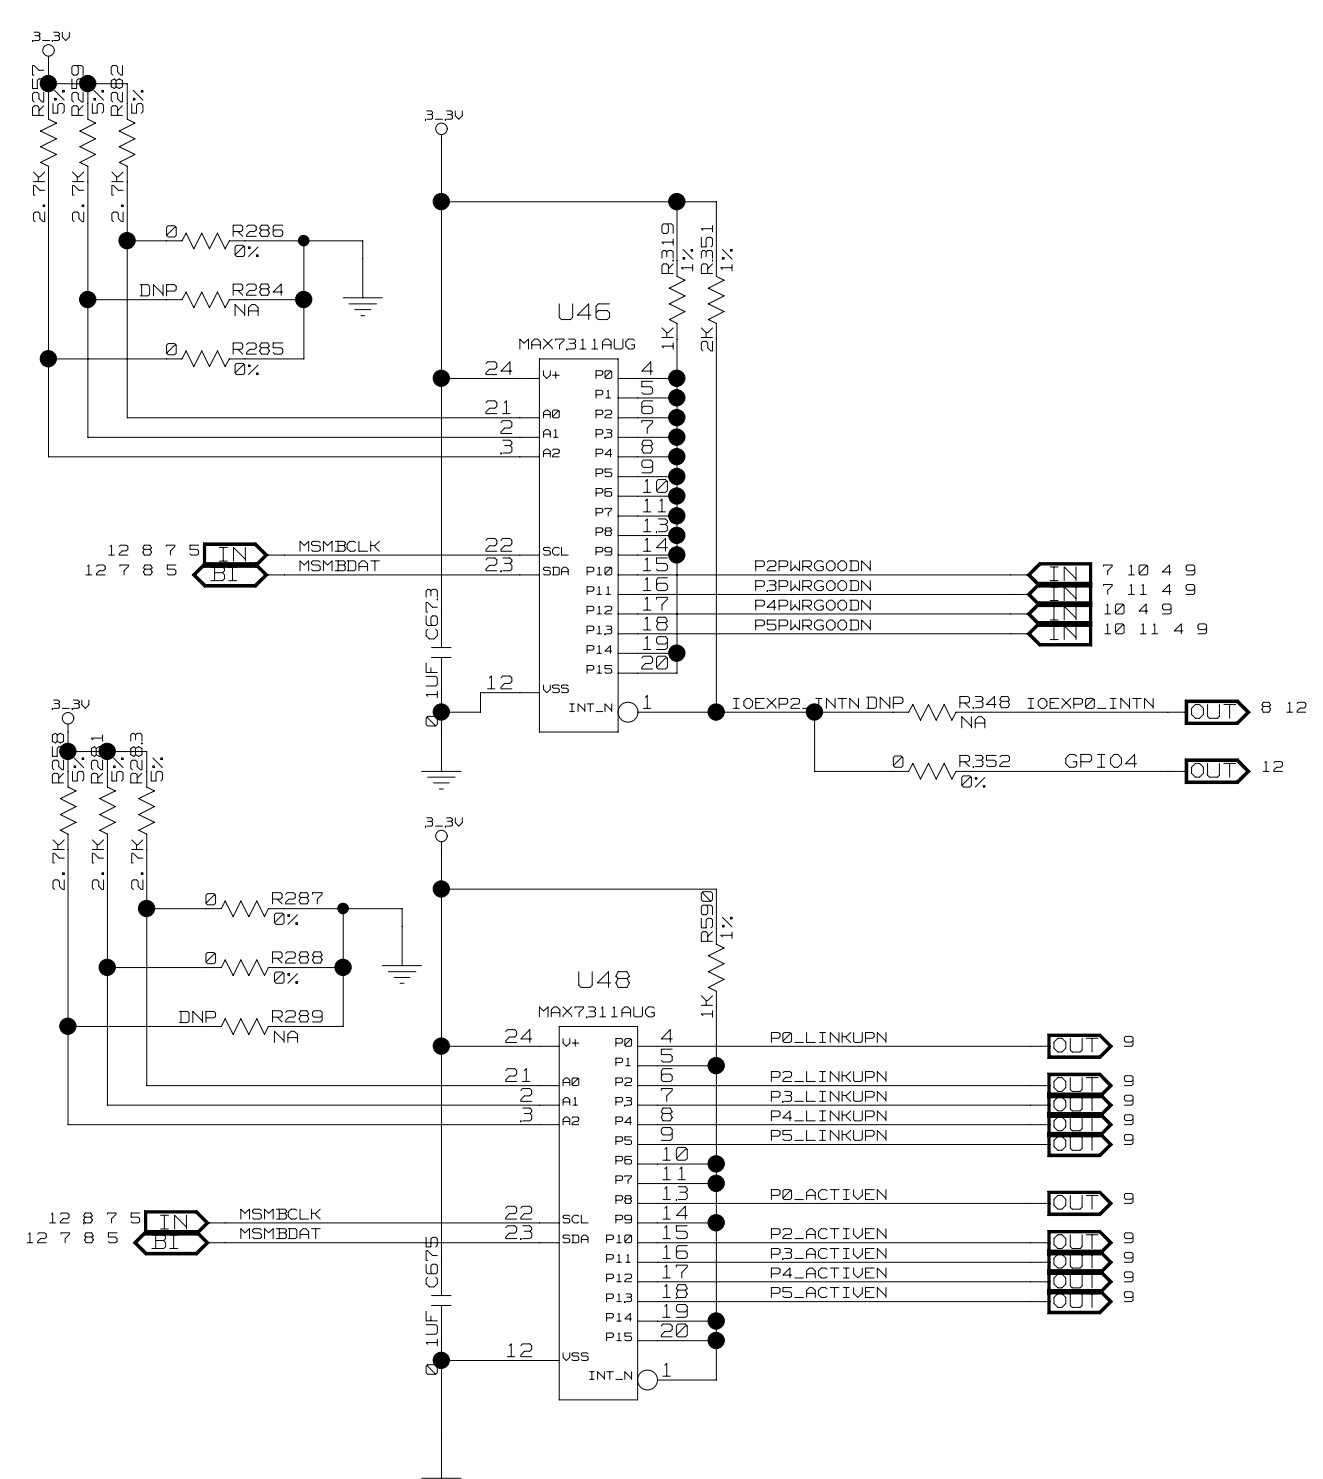 3_3V
R257 5% 2.7K
R259 5% 2.7K
R282 5% 2.7K
3_3V
0 R286
0%
DNP R284
NA
0 R285
0%
R319 1% 1K
R351 1% 2K
U46
MAX7311AUG
24 V+ P0 4
P1 5
21 A0 P2 6
2 A1 P3 7
3 A2 P4 8
P5 9
P6 10
P7 11
P8 13
12 8 7 5 IN MSMBCLK 22 SCL P9 14
12 7 8 5 BI MSMBDAT 23 SDA P10 15 P2PWRGOODN IN 7 10 4 9
P11 16 P3PWRGOODN IN 7 11 4 9
P12 17 P4PWRGOODN IN 10 4 9
P13 18 P5PWRGOODN IN 10 11 4 9
P14 19
P15 20
C673 0.1UF
12 VSS
INT_N 1 IOEXP2_INTN DNP R348 IOEXP0_INTN OUT 8 12
NA
0 R352 GPIO4 OUT 12
0%
3_3V
R258 5% 2.7K
R281 5% 2.7K
R283 5% 2.7K
3_3V
0 R287
0%
0 R288
0%
DNP R289
NA
R590 1% 1K
U48
MAX7311AUG
24 V+ P0 4 P0_LINKUPN OUT 9
P1 5
21 A0 P2 6 P2_LINKUPN OUT 9
2 A1 P3 7 P3_LINKUPN OUT 9
3 A2 P4 8 P4_LINKUPN OUT 9
P5 9 P5_LINKUPN OUT 9
P6 10
P7 11
P8 13 P0_ACTIVEN OUT 9
12 8 7 5 IN MSMBCLK 22 SCL P9 14
12 7 8 5 BI MSMBDAT 23 SDA P10 15 P2_ACTIVEN OUT 9
P11 16 P3_ACTIVEN OUT 9
P12 17 P4_ACTIVEN OUT 9
P13 18 P5_ACTIVEN OUT 9
P14 19
P15 20
C675 0.1UF
12 VSS
INT_N 1